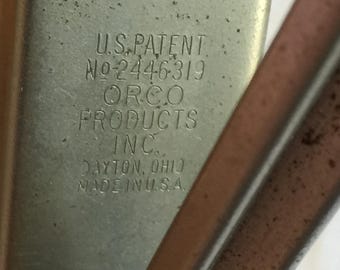 U.S. PATENT
No 2446319
ORCO
PRODUCTS
INC.
DAYTON, OHIO
MADE IN U.S.A.